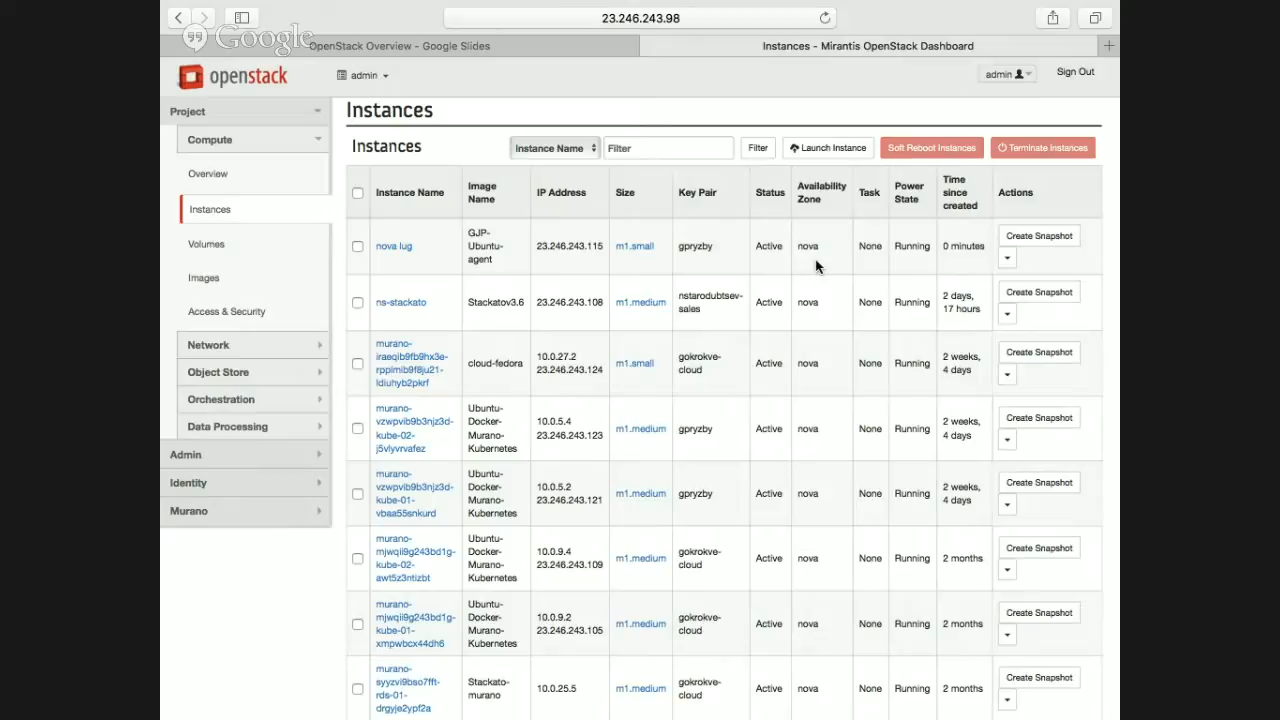 23.246.243.98
Google
OpenStack Overview - Google Slides
Instances - Mirantis OpenStack Dashboard
openstack
admin
admin
Sign Out
Project
Compute
Overview
Instances
Volumes
Images
Access & Security
Network
Object Store
Orchestration
Data Processing
Admin
Identity
Murano
Instances
Instances
Instance Name
Filter
Filter
Launch Instance
Soft Reboot Instances
Terminate Instances
Instance Name
Image
Name
IP Address
Size
Key Pair
Status
Availability
Zone
Task
Power
State
Time
since
created
Actions
nova lug
GJP-
Ubuntu-
agent
23.246.243.115
m1.small
gpryzby
Active
nova
None
Running
0 minutes
Create Snapshot
ns-stackato
Stackatov3.6
23.246.243.108
m1.medium
nstarodubtsev-
sales
Active
nova
None
Running
2 days,
17 hours
Create Snapshot
murano-
iraeqib9fb9hx3e-
rppimib9f8ju21-
ldiuhyb2pkrf
cloud-fedora
10.0.27.2
23.246.243.124
m1.small
gokrokve-
cloud
Active
nova
None
Running
2 weeks,
4 days
Create Snapshot
murano-
vzwpvib9b3njz3d-
kube-02-
j5vlyvrvafez
Ubuntu-
Docker-
Murano-
Kubernetes
10.0.5.4
23.246.243.123
m1.medium
gpryzby
Active
nova
None
Running
2 weeks,
4 days
Create Snapshot
murano-
vzwpvib9b3njz3d-
kube-01-
vbaa55snkurd
Ubuntu-
Docker-
Murano-
Kubernetes
10.0.5.2
23.246.243.121
m1.medium
gpryzby
Active
nova
None
Running
2 weeks,
4 days
Create Snapshot
murano-
mjwqii9g243bd1g-
kube-02-
awt5z3ntizbt
Ubuntu-
Docker-
Murano-
Kubernetes
10.0.9.4
23.246.243.109
m1.medium
gokrokve-
cloud
Active
nova
None
Running
2 months
Create Snapshot
murano-
mjwqii9g243bd1g-
kube-01-
xmpwbcx44dh6
Ubuntu-
Docker-
Murano-
Kubernetes
10.0.9.2
23.246.243.105
m1.medium
gokrokve-
cloud
Active
nova
None
Running
2 months
Create Snapshot
murano-
syyzvi9bso7fft-
rds-01-
drgyje2ypf2a
Stackato-
murano
10.0.25.5
m1.medium
gokrokve-
cloud
Active
nova
None
Running
2 months
Create Snapshot